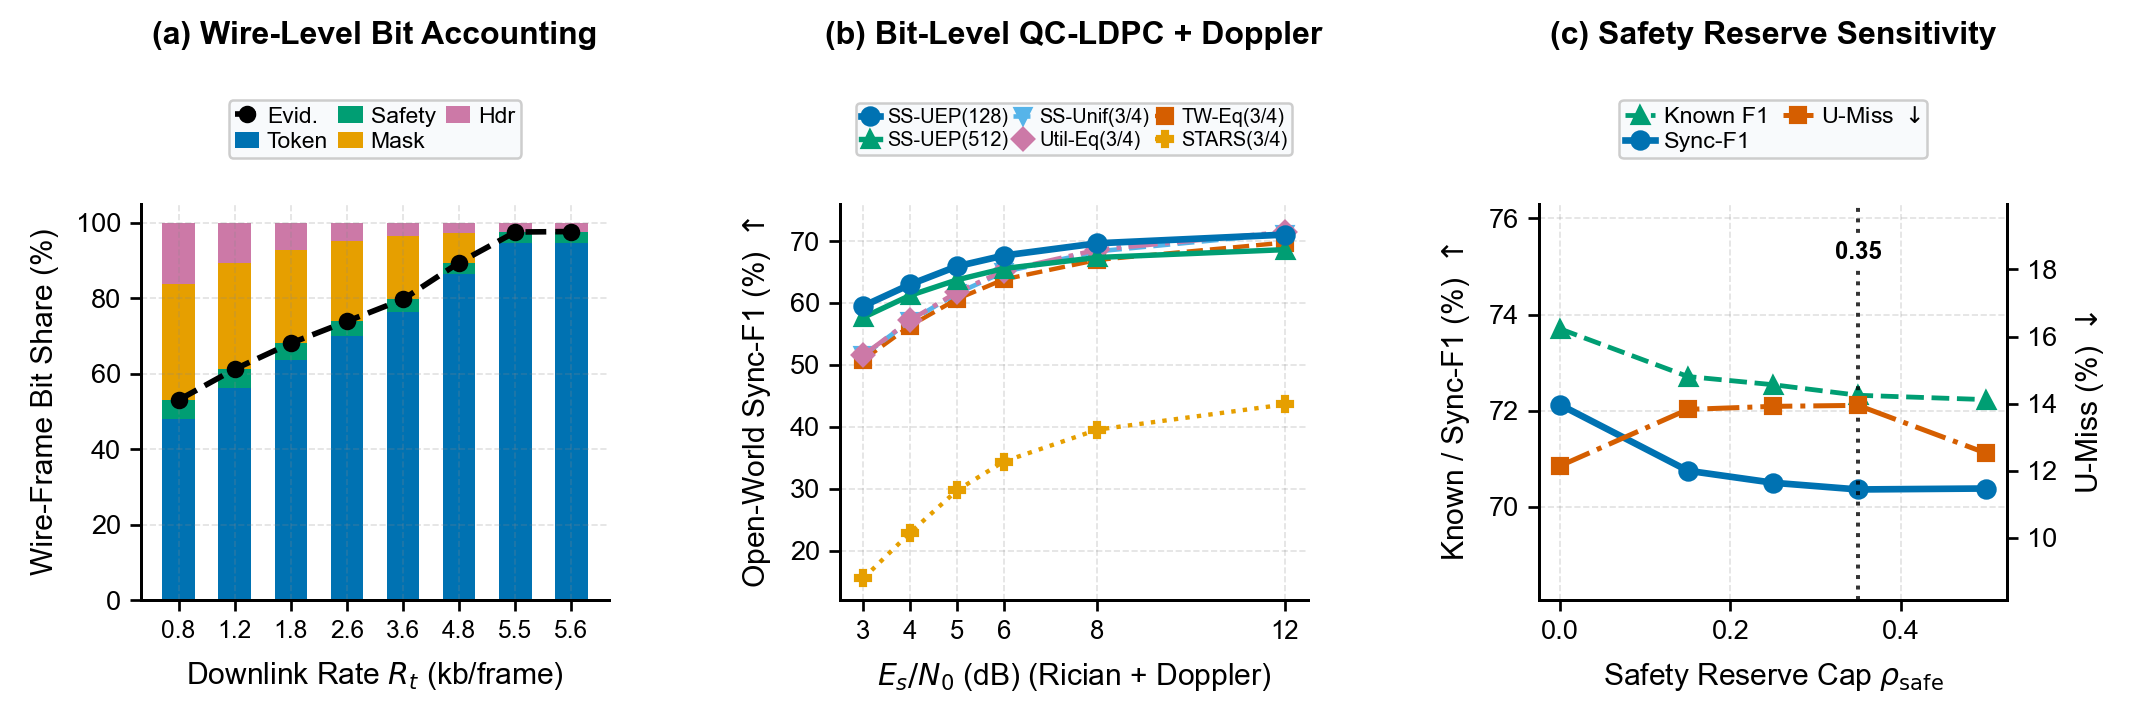 (a) Wire-Level Bit Accounting
Evid.
Safety
Hdr
Token
Mask
Wire-Frame Bit Share (%)
100
80
60
40
20
0
0.8 1.2 1.8 2.6 3.6 4.8 5.5 5.6
Downlink Rate R_t (kb/frame)
(b) Bit-Level QC-LDPC + Doppler
SS-UEP(128)
SS-Unif(3/4)
TW-Eq(3/4)
SS-UEP(512)
Util-Eq(3/4)
STARS(3/4)
Open-World Sync-F1 (%) ↑
70
60
50
40
30
20
3 4 5 6 8 12
E_s/N_0 (dB) (Rician + Doppler)
(c) Safety Reserve Sensitivity
Known F1
U-Miss ↓
Sync-F1
Known / Sync-F1 (%) ↑
76
74
72
70
0.35
18
16
14
12
10
U-Miss (%) ↓
0.0 0.2 0.4
Safety Reserve Cap ρ_safe